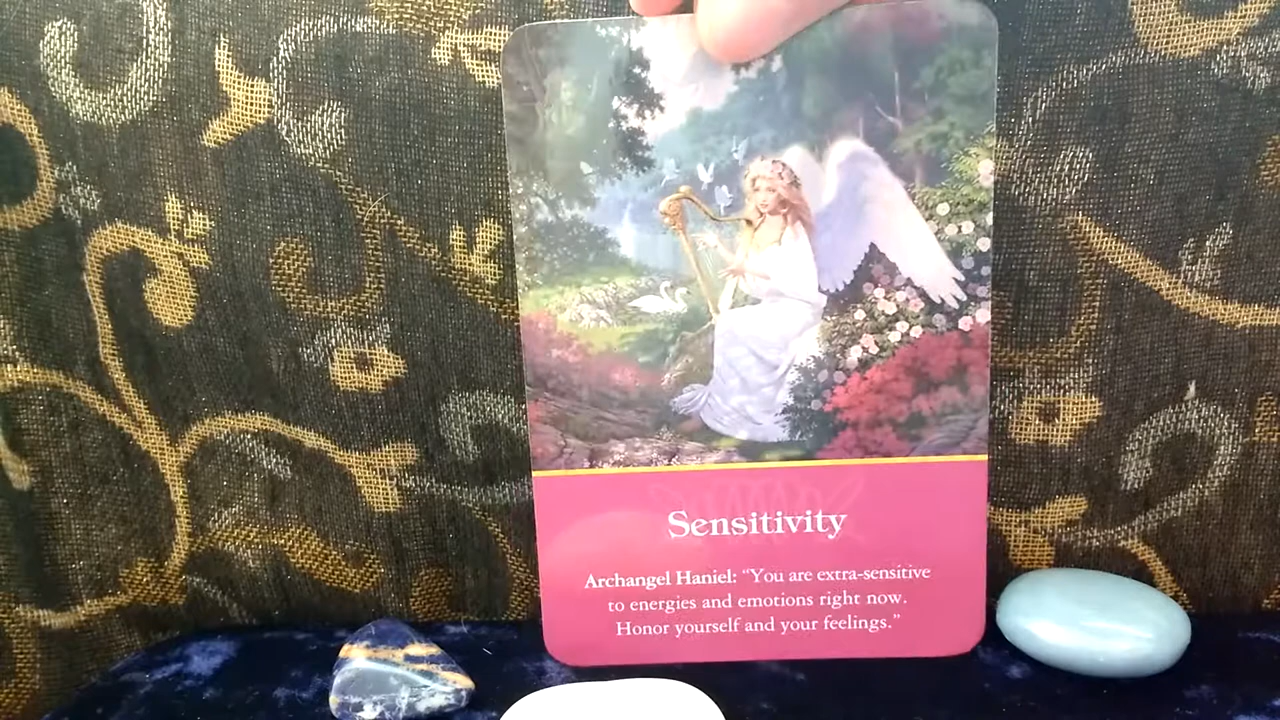 Sensitivity
Archangel Haniel: “You are extra-sensitive
to energies and emotions right now.
Honor yourself and your feelings.”